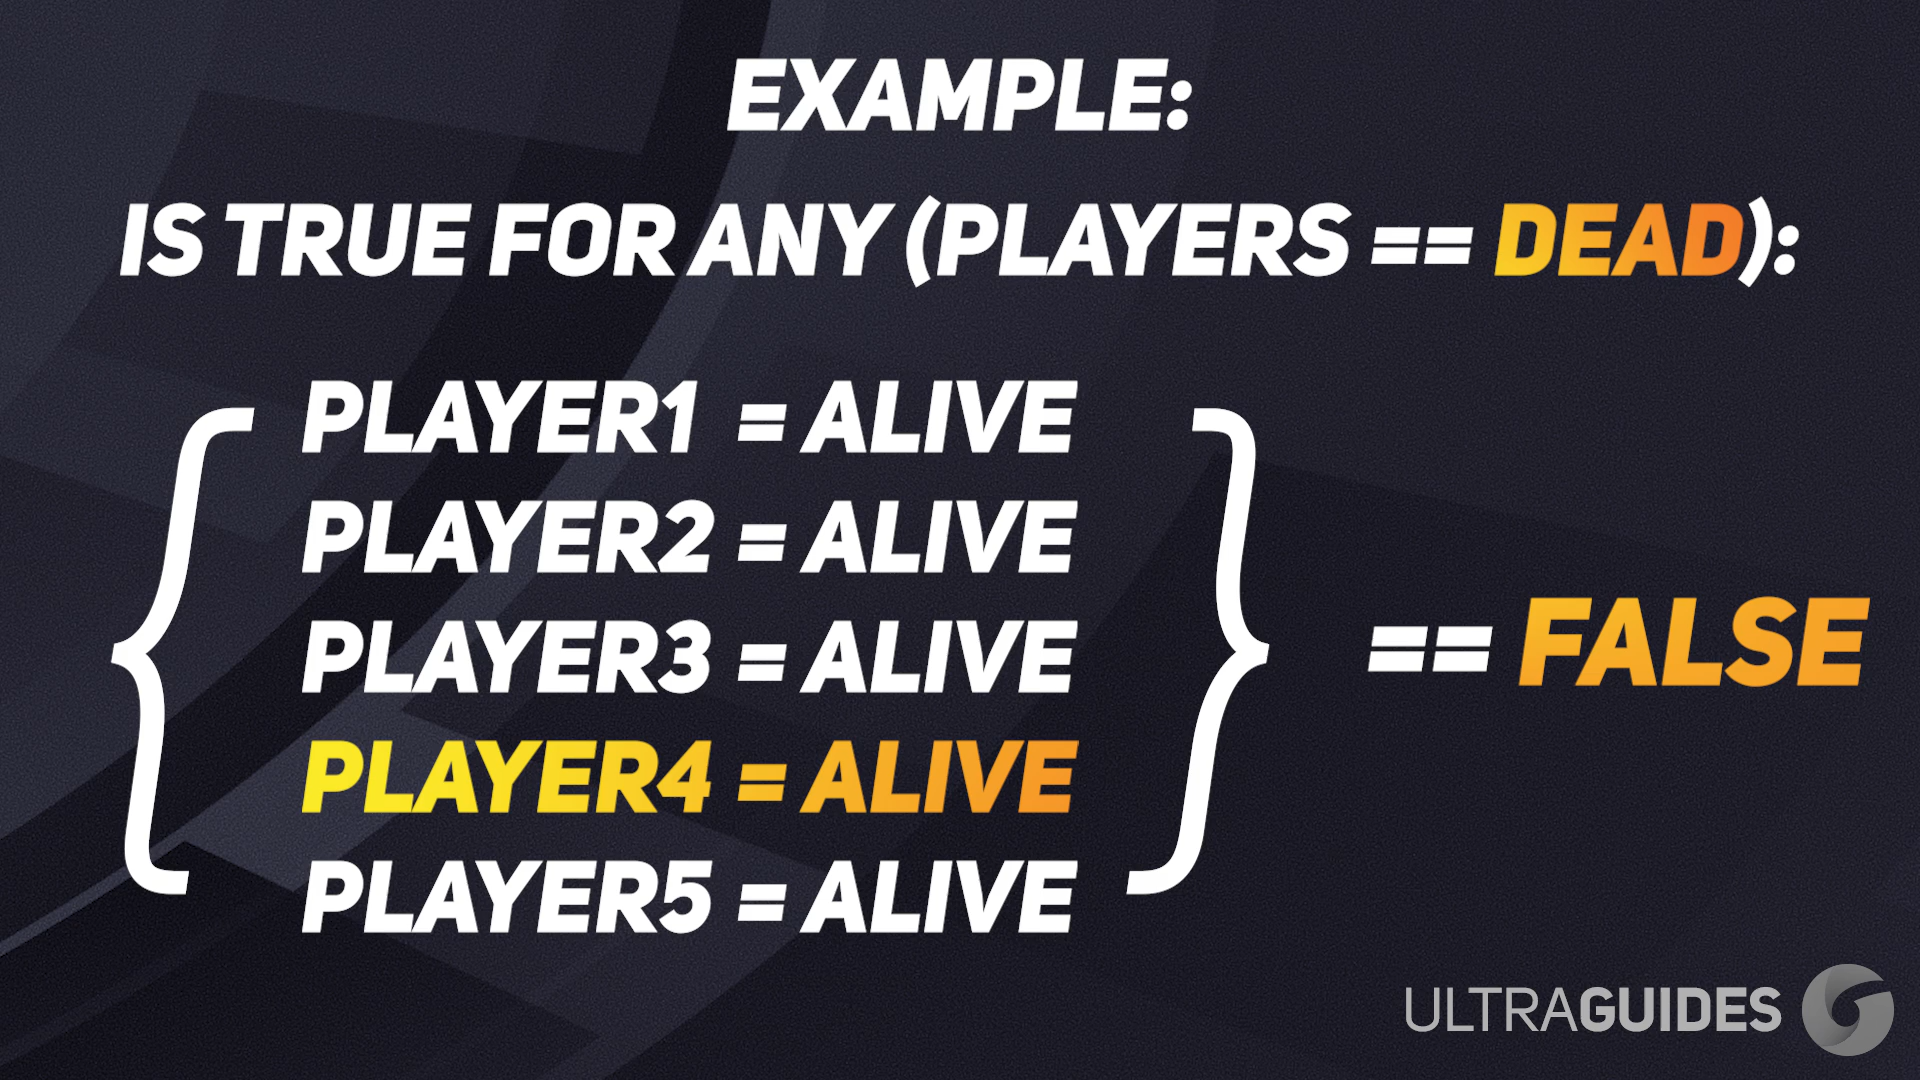 EXAMPLE:
IS TRUE FOR ANY (PLAYERS == DEAD):
PLAYER1 = ALIVE
PLAYER2 = ALIVE
PLAYER3 = ALIVE
PLAYER4 = ALIVE
PLAYER5 = ALIVE
== FALSE
ULTRAGUIDES